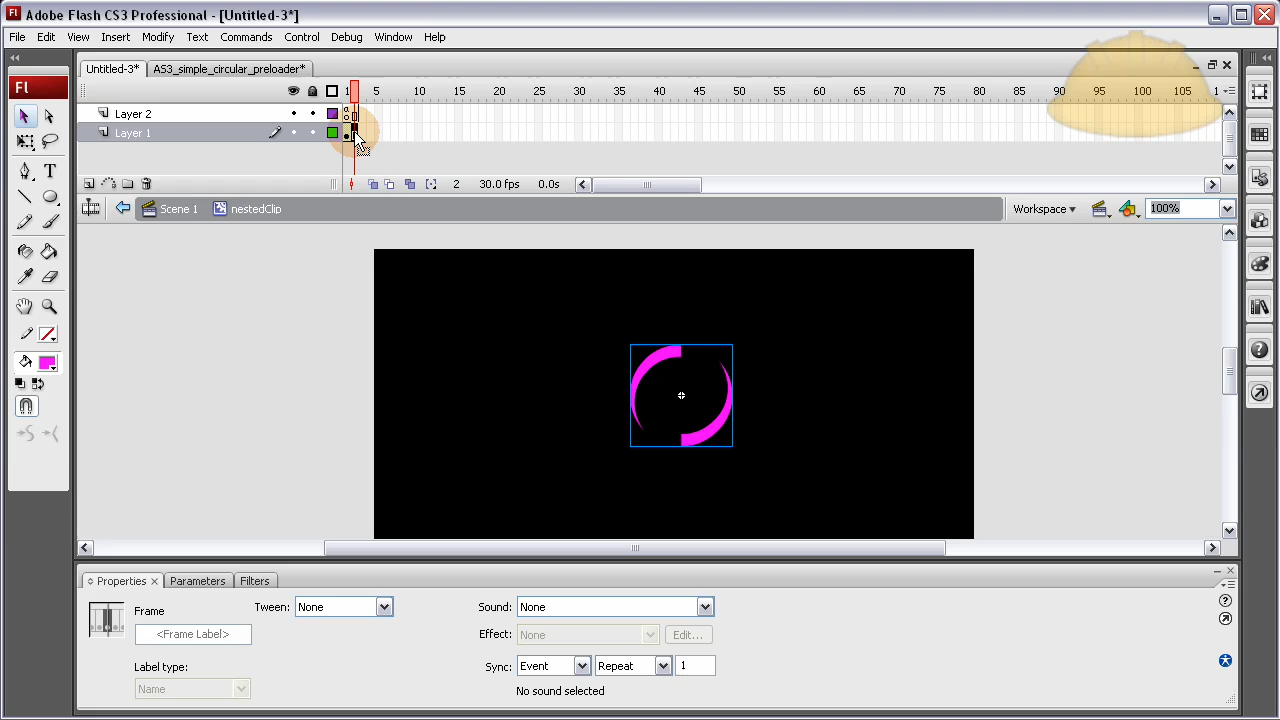 Fl Adobe Flash CS3 Professional - [Untitled-3*]
File Edit View Insert Modify Text Commands Control Debug Window Help
Untitled-3* AS3_simple_circular_preloader*
Fl
1 5 10 15 20 25 30 35 40 45 50 55 60 65 70 75 80 85 90 95 100 105 1
Layer 2
Layer 1
2 30.0 fps 0.0s
Scene 1 nestedClip Workspace 100%
T
Properties Parameters Filters
Frame Tween: None Sound: None
<Frame Label> Effect: None Edit...
Label type: Sync: Event Repeat 1
Name No sound selected